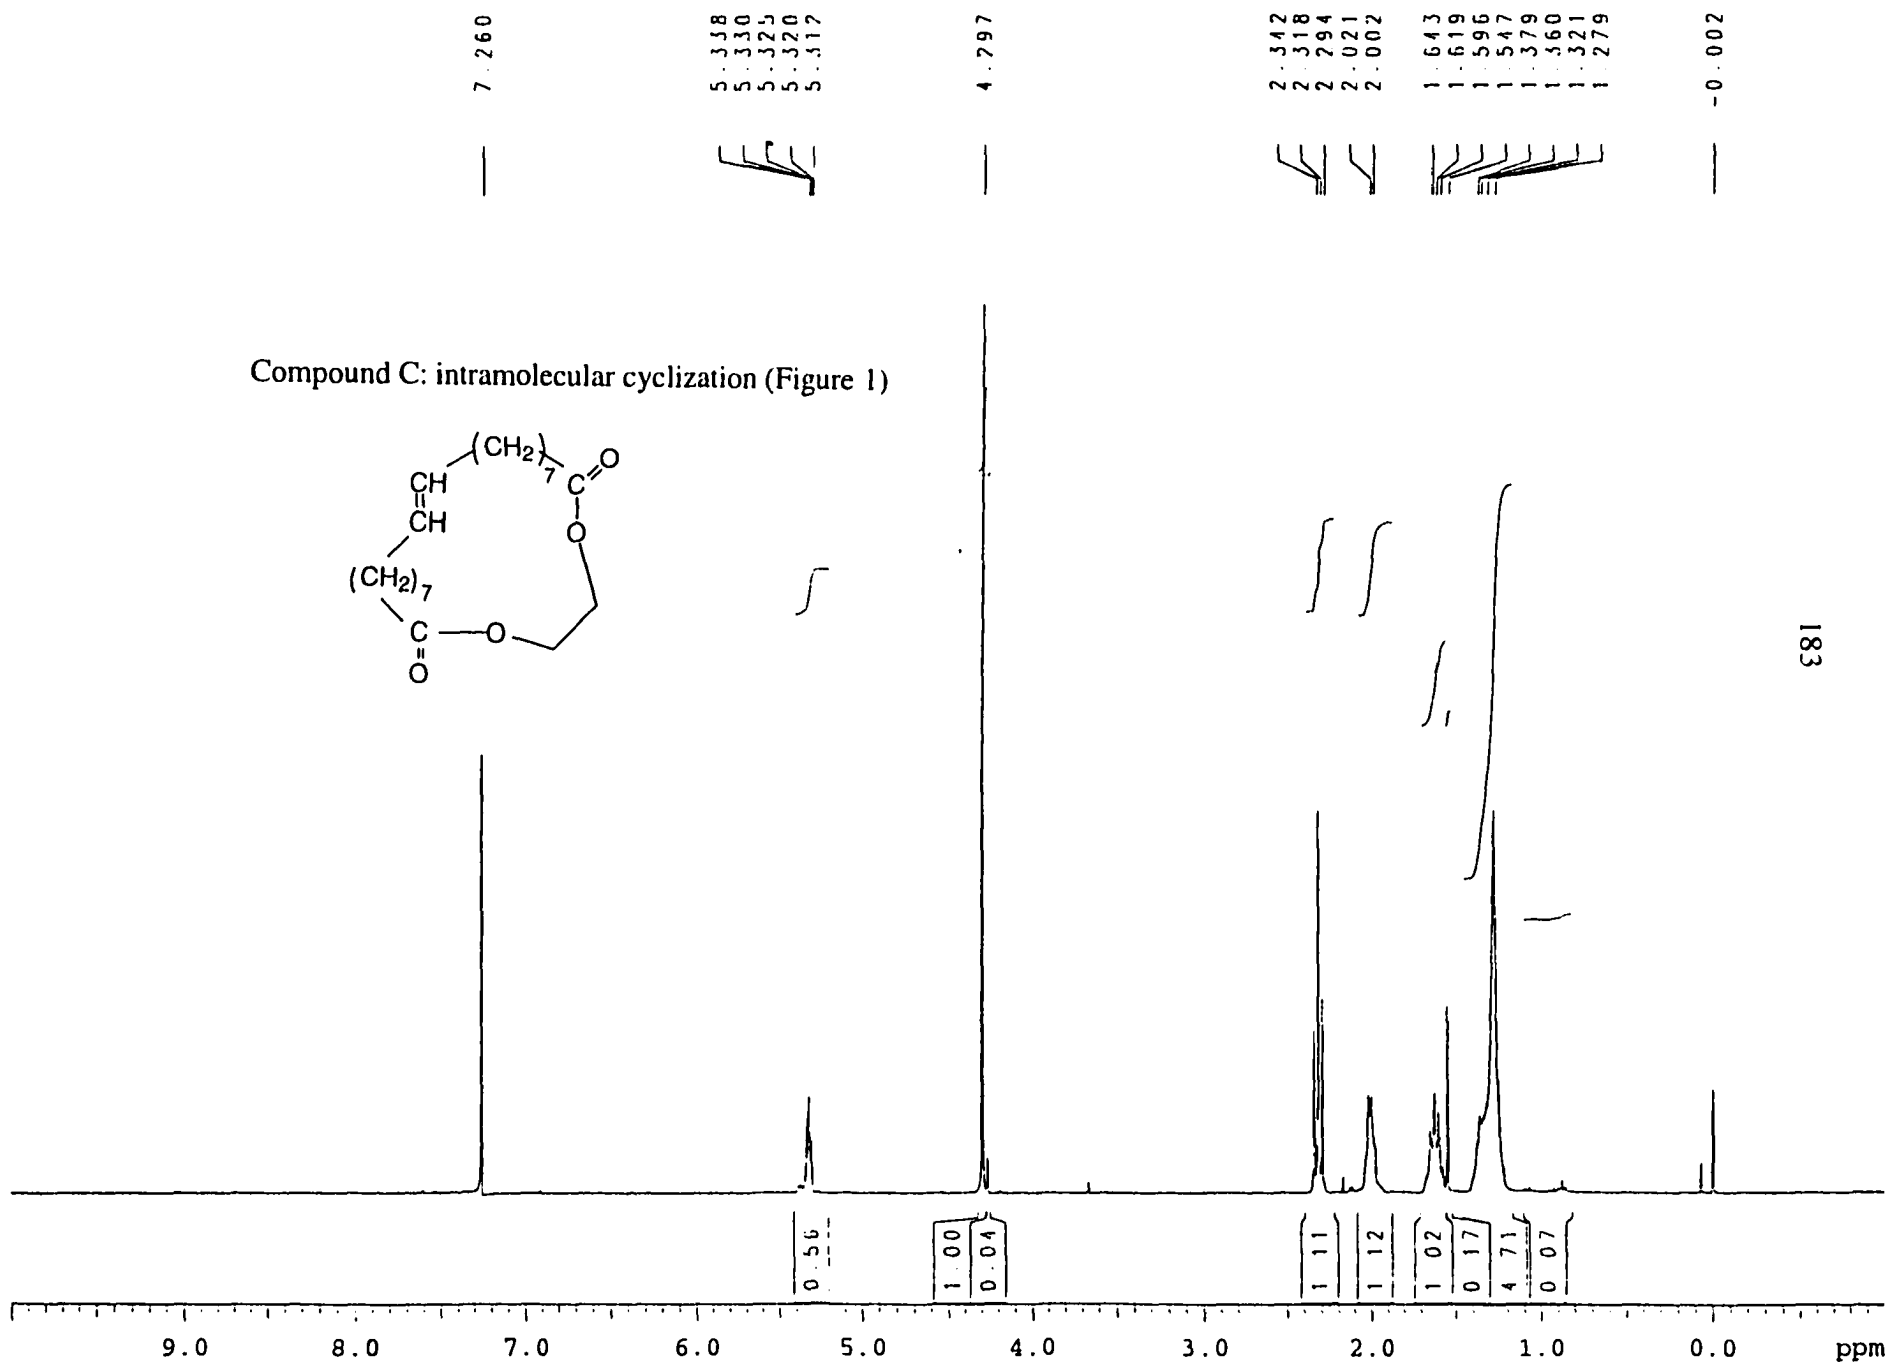 7.260
5.338
5.330
5.325
5.320
5.317
4.297
2.342
2.318
2.294
2.021
2.002
1.643
1.619
1.596
1.547
1.379
1.360
1.321
1.279
-0.002
Compound C: intramolecular cyclization (Figure 1)
(CH2)7
O
CH
C
CH
O
(CH2)7
C
O
O
183
0.56
1.00
0.04
1.11
1.12
1.02
0.17
4.71
0.07
9.0 8.0 7.0 6.0 5.0 4.0 3.0 2.0 1.0 0.0 ppm